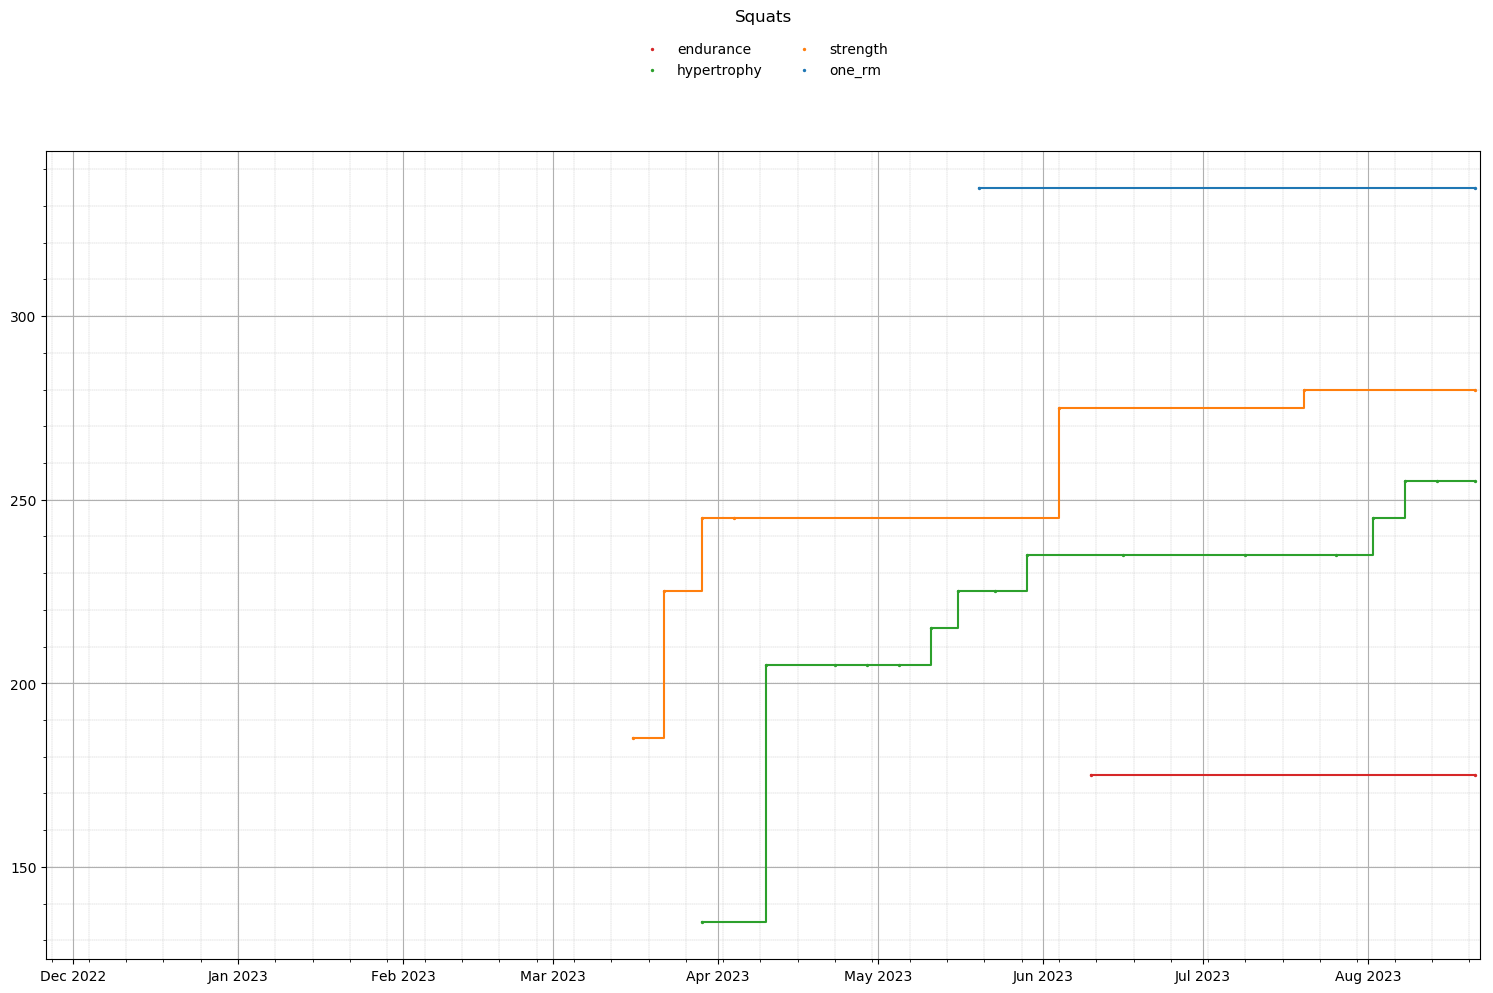 Squats
endurance strength
hypertrophy one_rm
300
250
200
150
Dec 2022 Jan 2023 Feb 2023 Mar 2023 Apr 2023 May 2023 Jun 2023 Jul 2023 Aug 2023